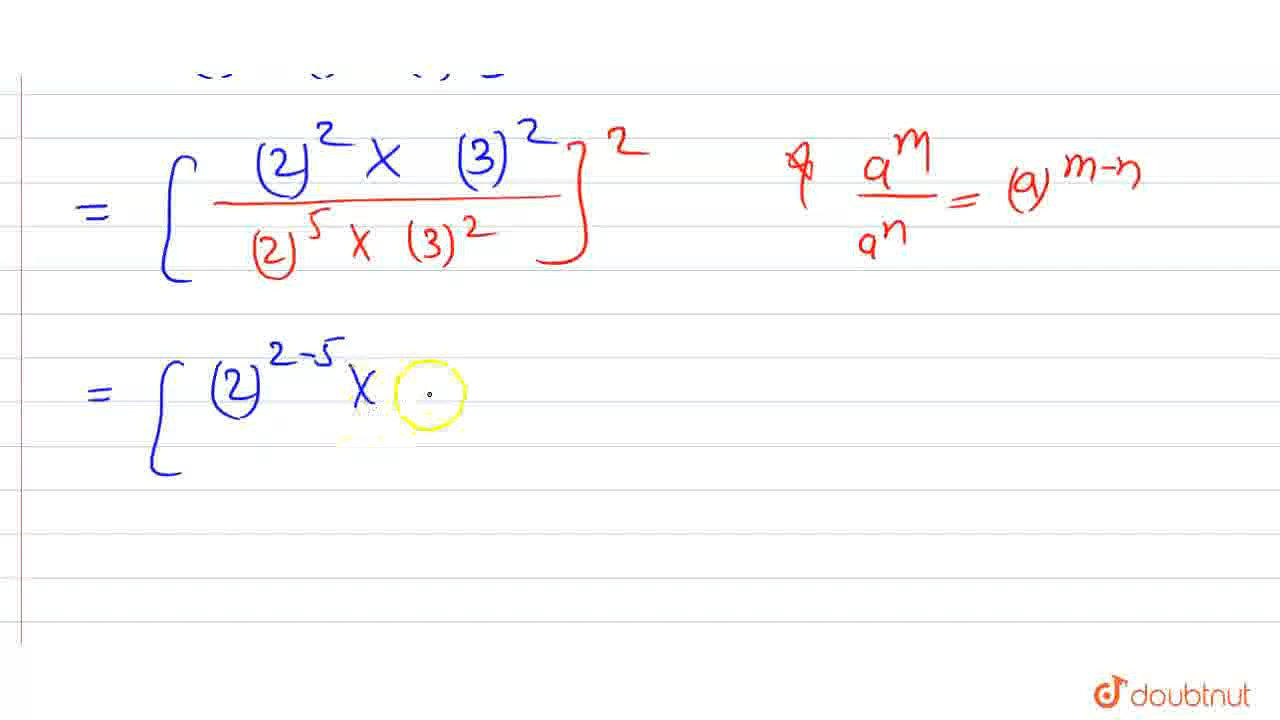 = [ (2)^2 X (3)^2 / (2)^5 X (3)^2 ]^2
a^m / a^n = (a)^m-n
= [ (2)^2-5 X
doubtnut